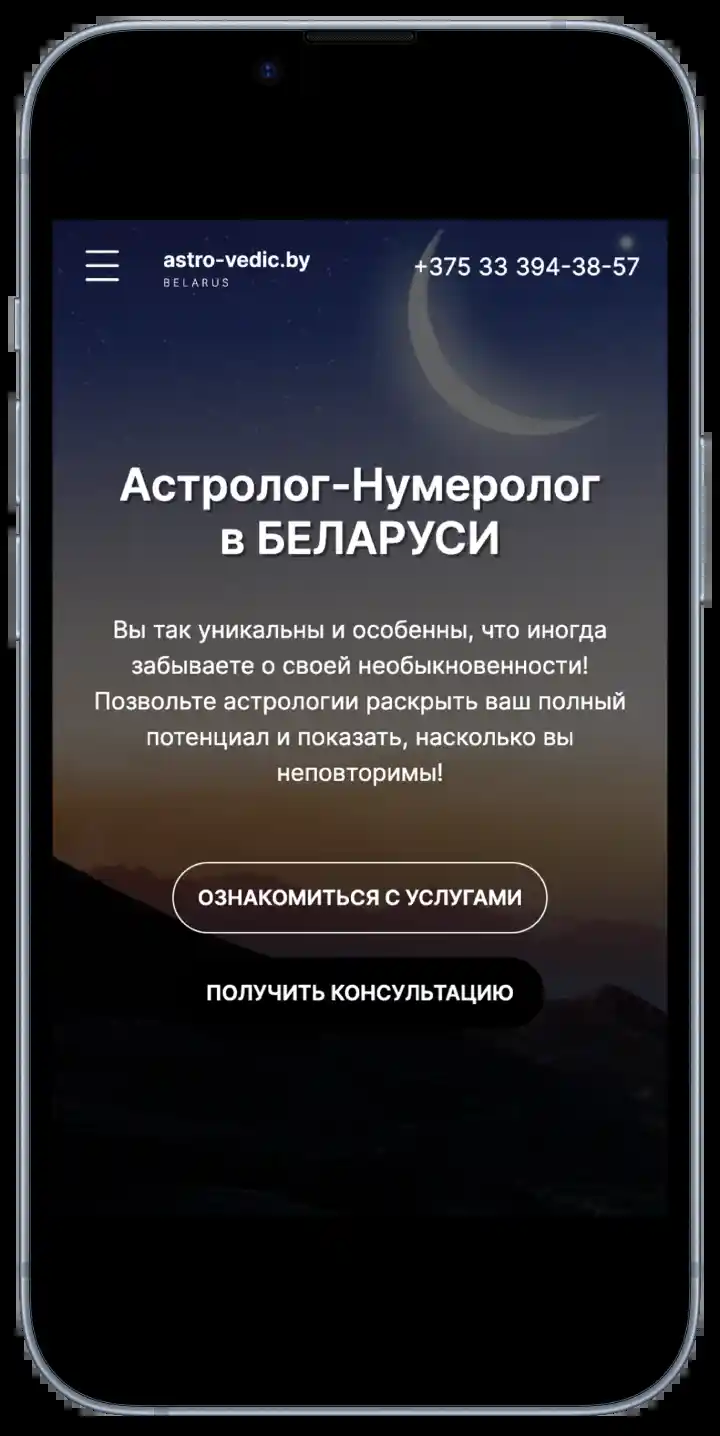 astro-vedic.by
BELARUS
+375 33 394-38-57
Астролог-Нумеролог
в БЕЛАРУСИ
Вы так уникальны и особенны, что иногда
забываете о своей необыкновенности!
Позвольте астрологии раскрыть ваш полный
потенциал и показать, насколько вы
неповторимы!
ОЗНАКОМИТЬСЯ С УСЛУГАМИ
ПОЛУЧИТЬ КОНСУЛЬТАЦИЮ